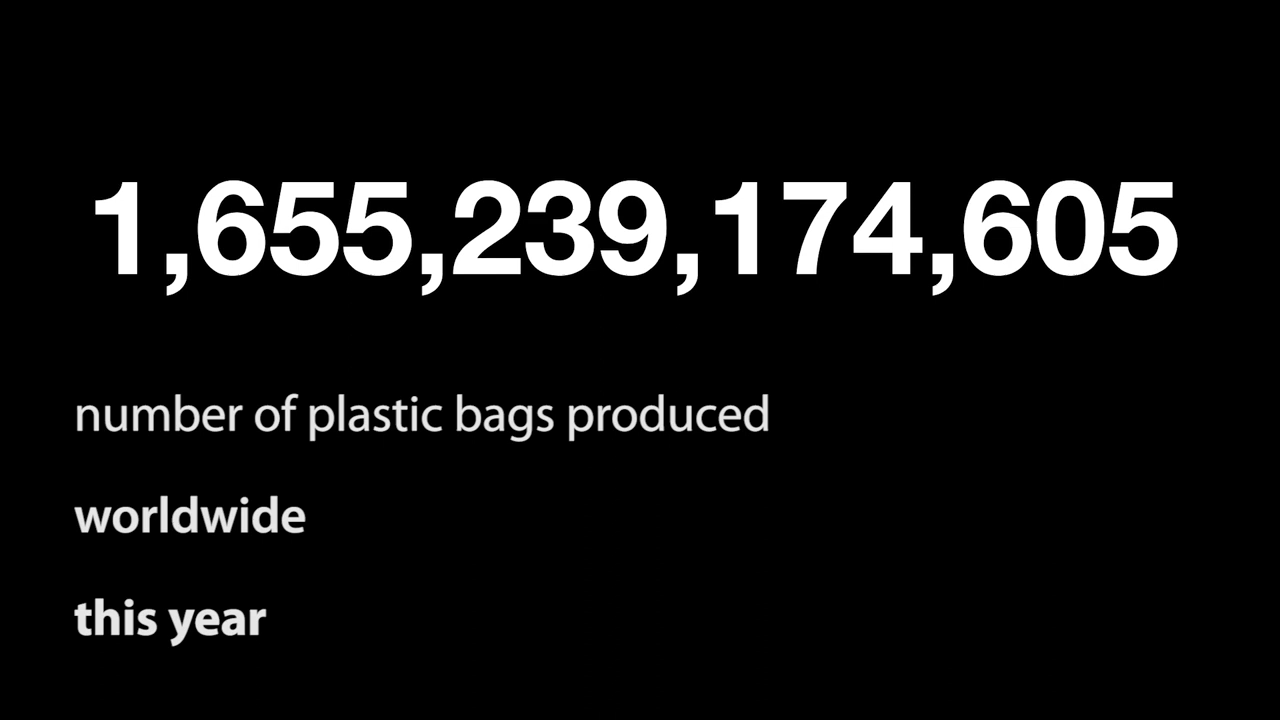 1,655,239,174,605
number of plastic bags produced
worldwide
this year